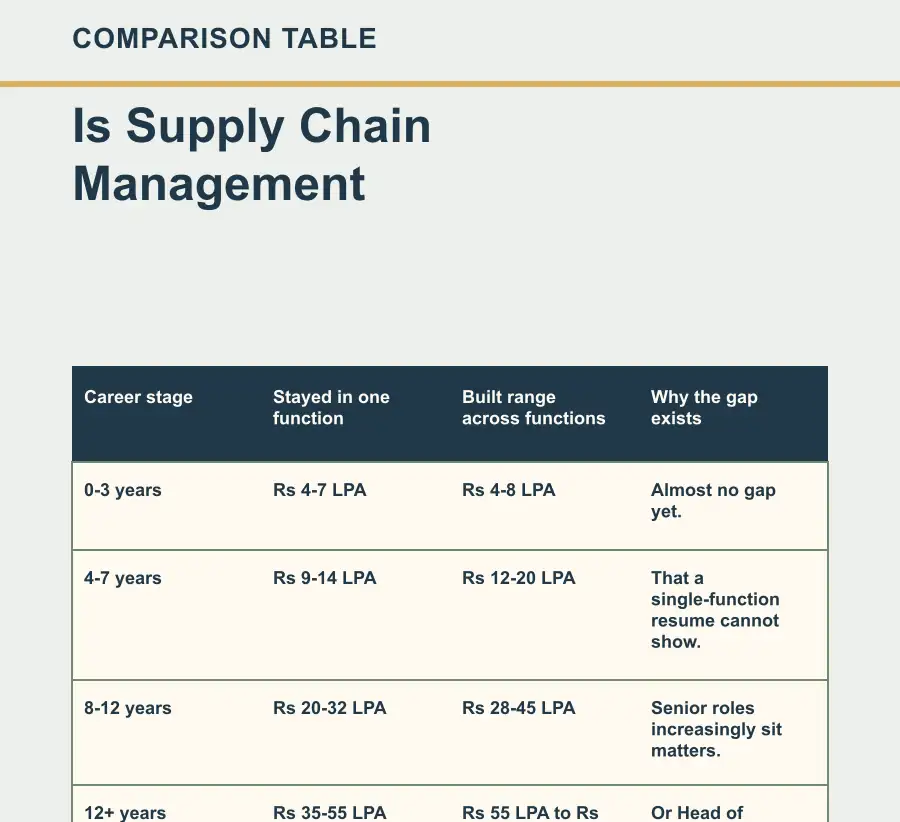 COMPARISON TABLE
Is Supply Chain
Management
Career stage
Stayed in one
function
Built range
across functions
Why the gap
exists
0-3 years
Rs 4-7 LPA
Rs 4-8 LPA
Almost no gap
yet.
4-7 years
Rs 9-14 LPA
Rs 12-20 LPA
That a
single-function
resume cannot
show.
8-12 years
Rs 20-32 LPA
Rs 28-45 LPA
Senior roles
increasingly sit
matters.
12+ years
Rs 35-55 LPA
Rs 55 LPA to Rs
Or Head of